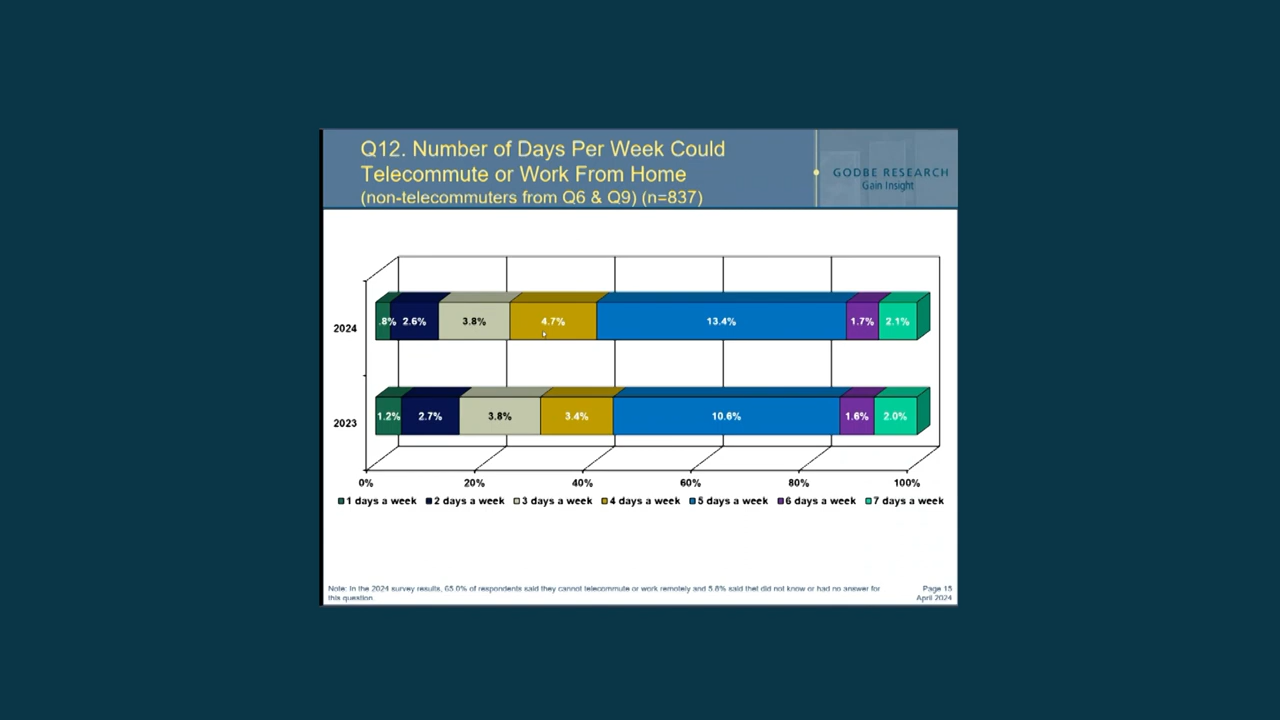 Q12. Number of Days Per Week Could
Telecommute or Work From Home
(non-telecommuters from Q6 & Q9) (n=837)
GODBE RESEARCH
Gain Insight
2024
.8% 2.6% 3.8% 4.7% 13.4% 1.7% 2.1%
2023
1.2% 2.7% 3.8% 3.4% 10.6% 1.6% 2.0%
0% 20% 40% 60% 80% 100%
1 days a week 2 days a week 3 days a week 4 days a week 5 days a week 6 days a week 7 days a week
Note: In the 2024 survey results, 65.0% of respondents said they cannot telecommute or work remotely and 5.8% said that did not know or had no answer for
this question.
Page 15
April 2024